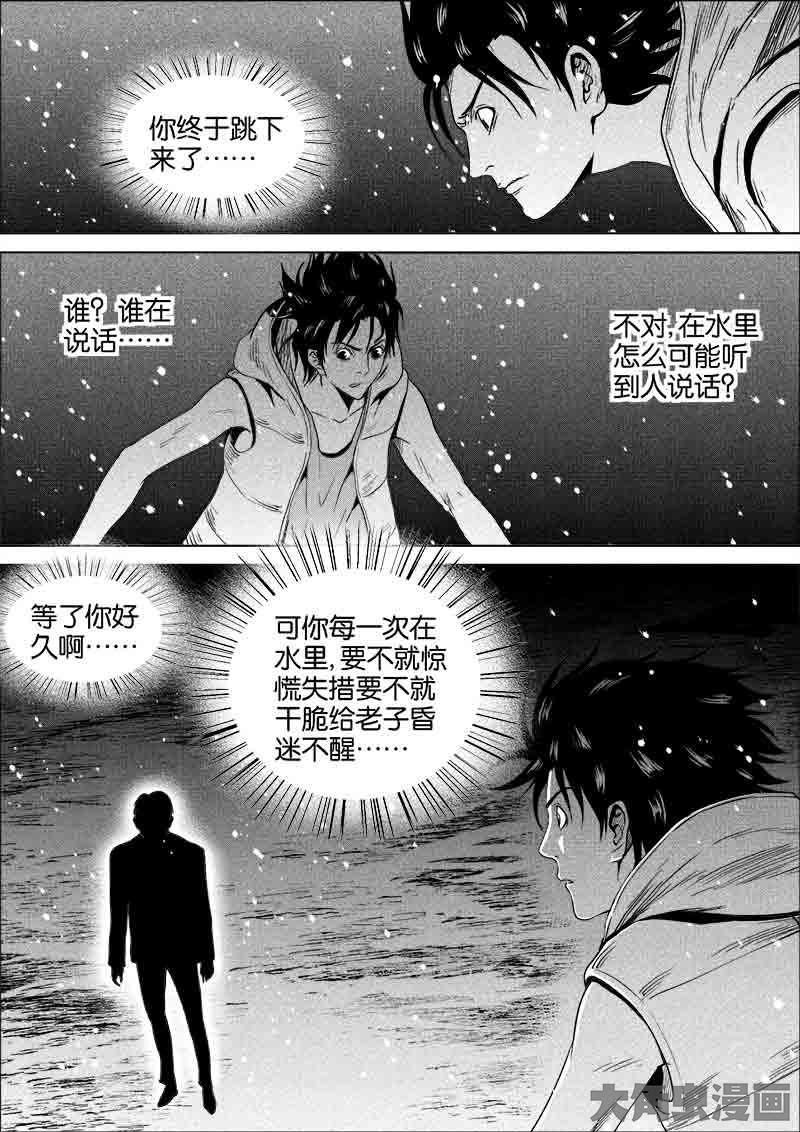 你终于跳下
来了……
谁？谁在
说话……
不对，在水里
怎么可能听
到人说话？
等了你好
久啊……
可你每一次在
水里，要不就惊
慌失措要不就
干脆给老子昏
迷不醒……
大角虫漫画